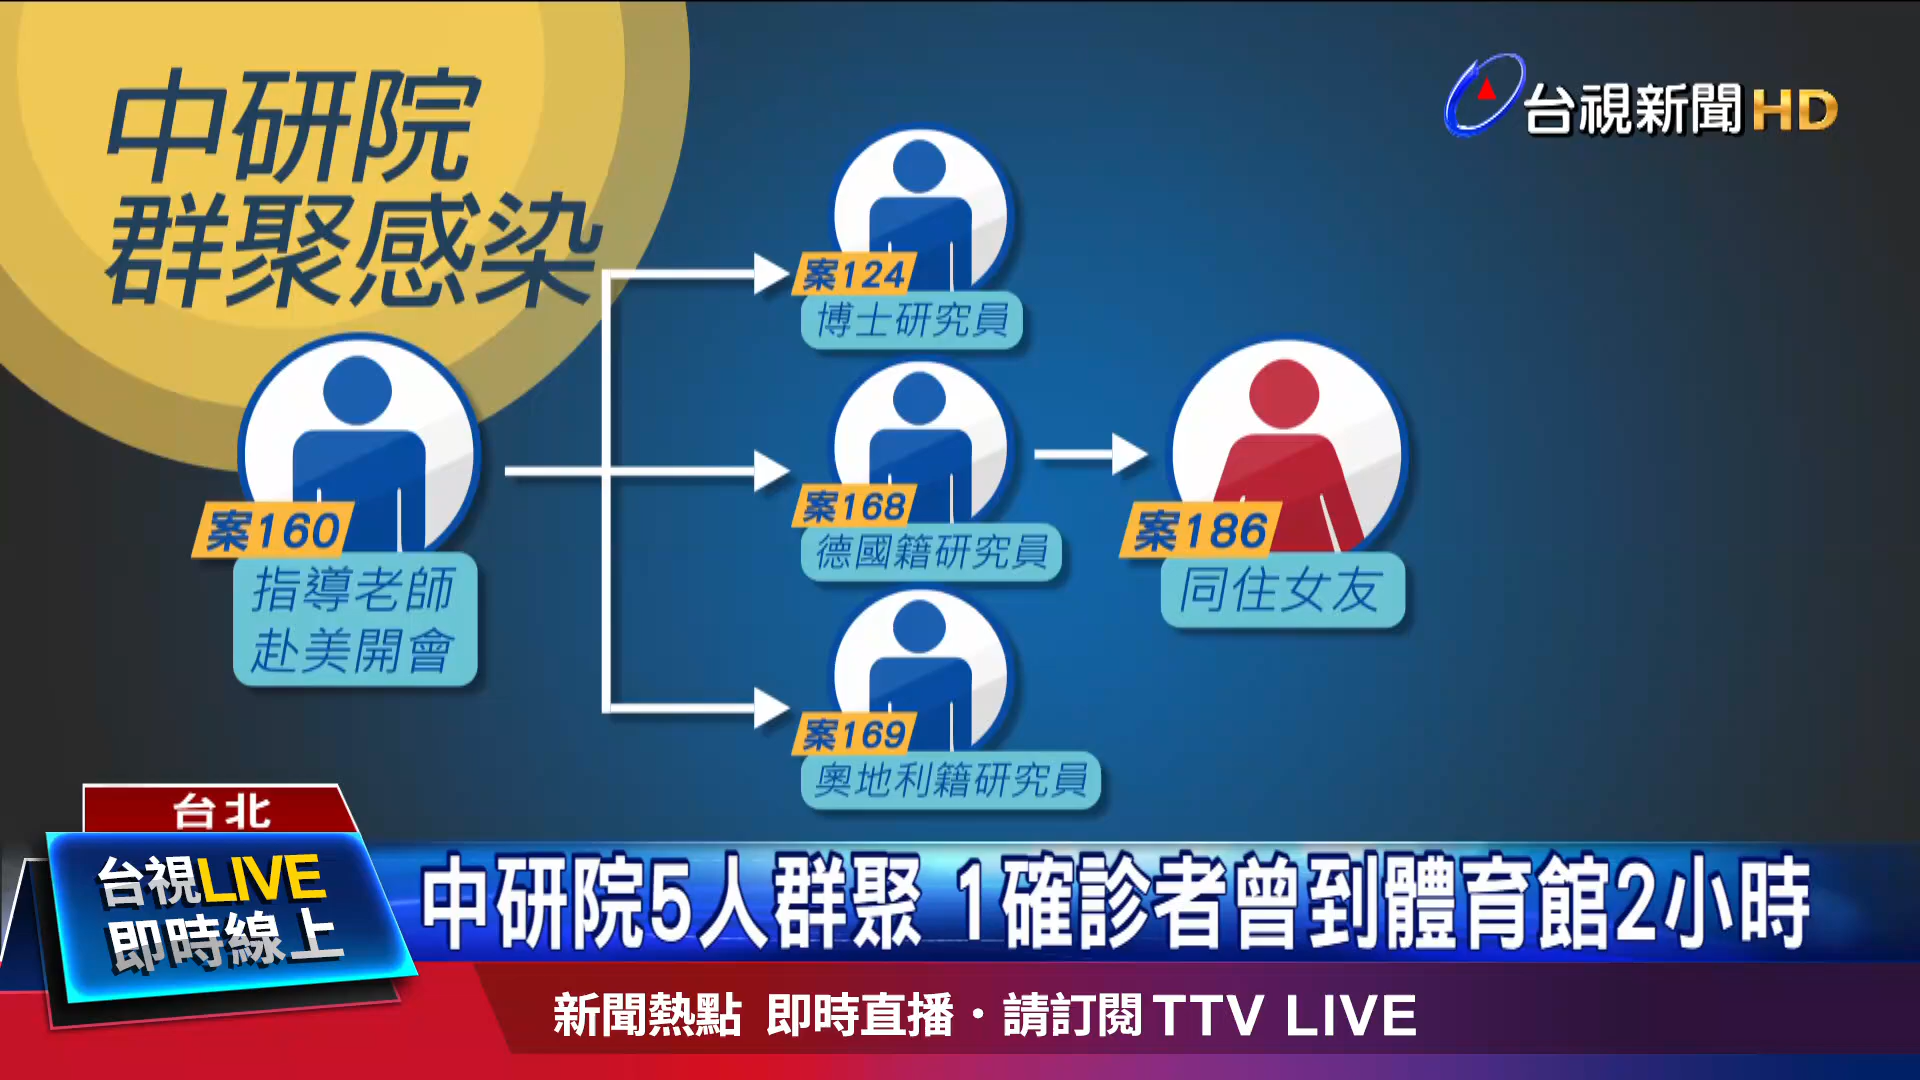 中研院
群聚感染
台視新聞HD
案124
博士研究員
案160
指導老師
赴美開會
案168
德國籍研究員
案186
同住女友
案169
奧地利籍研究員
台北
台視LIVE
即時線上
中研院5人群聚 1確診者曾到體育館2小時
新聞熱點 即時直播・請訂閱TTV LIVE